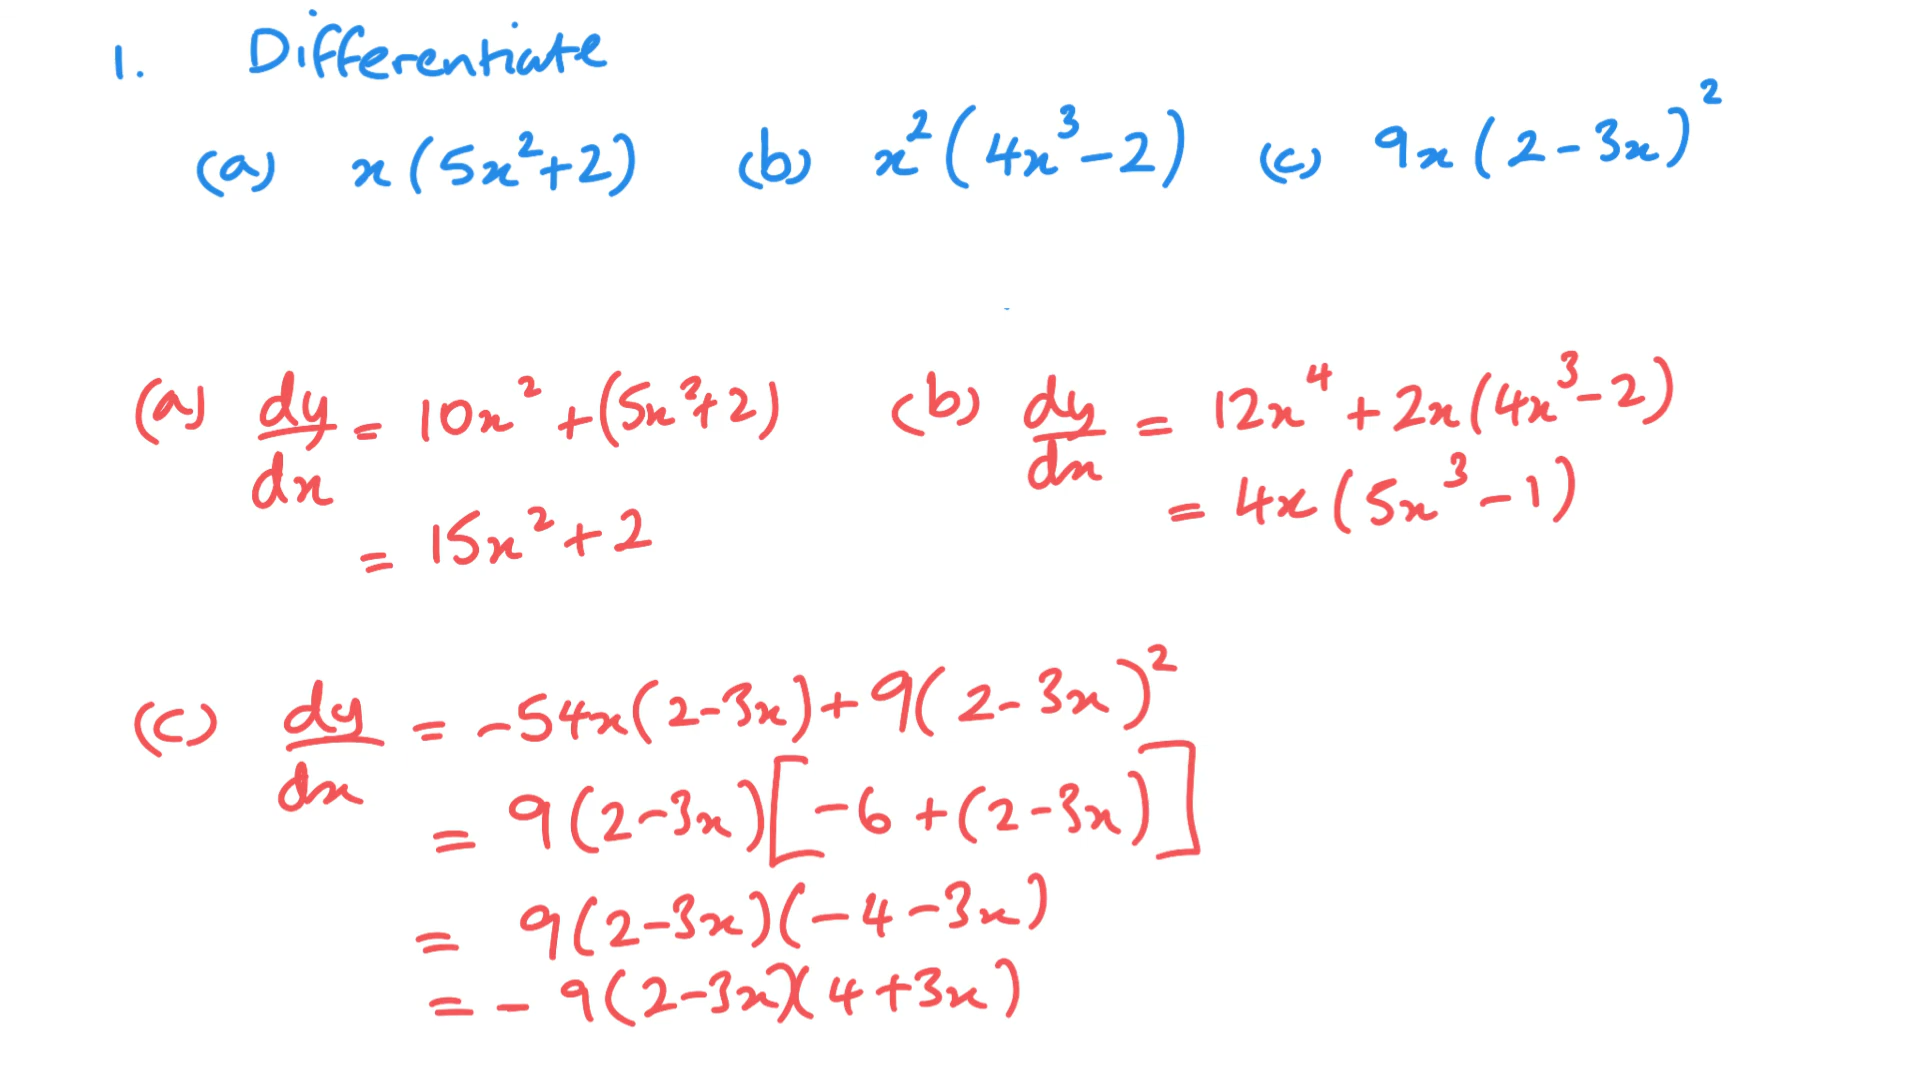 1. Differentiate
(a) x(5x²+2) (b) x²(4x³-2) (c) 9x(2-3x)²
(a) dy/dx = 10x² + (5x²+2) (b) dy/dx = 12x⁴ + 2x(4x³-2)
= 15x² + 2 = 4x(5x³-1)
(c) dy/dx = -54x(2-3x) + 9(2-3x)²
= 9(2-3x)[-6 + (2-3x)]
= 9(2-3x)(-4-3x)
= -9(2-3x)(4+3x)